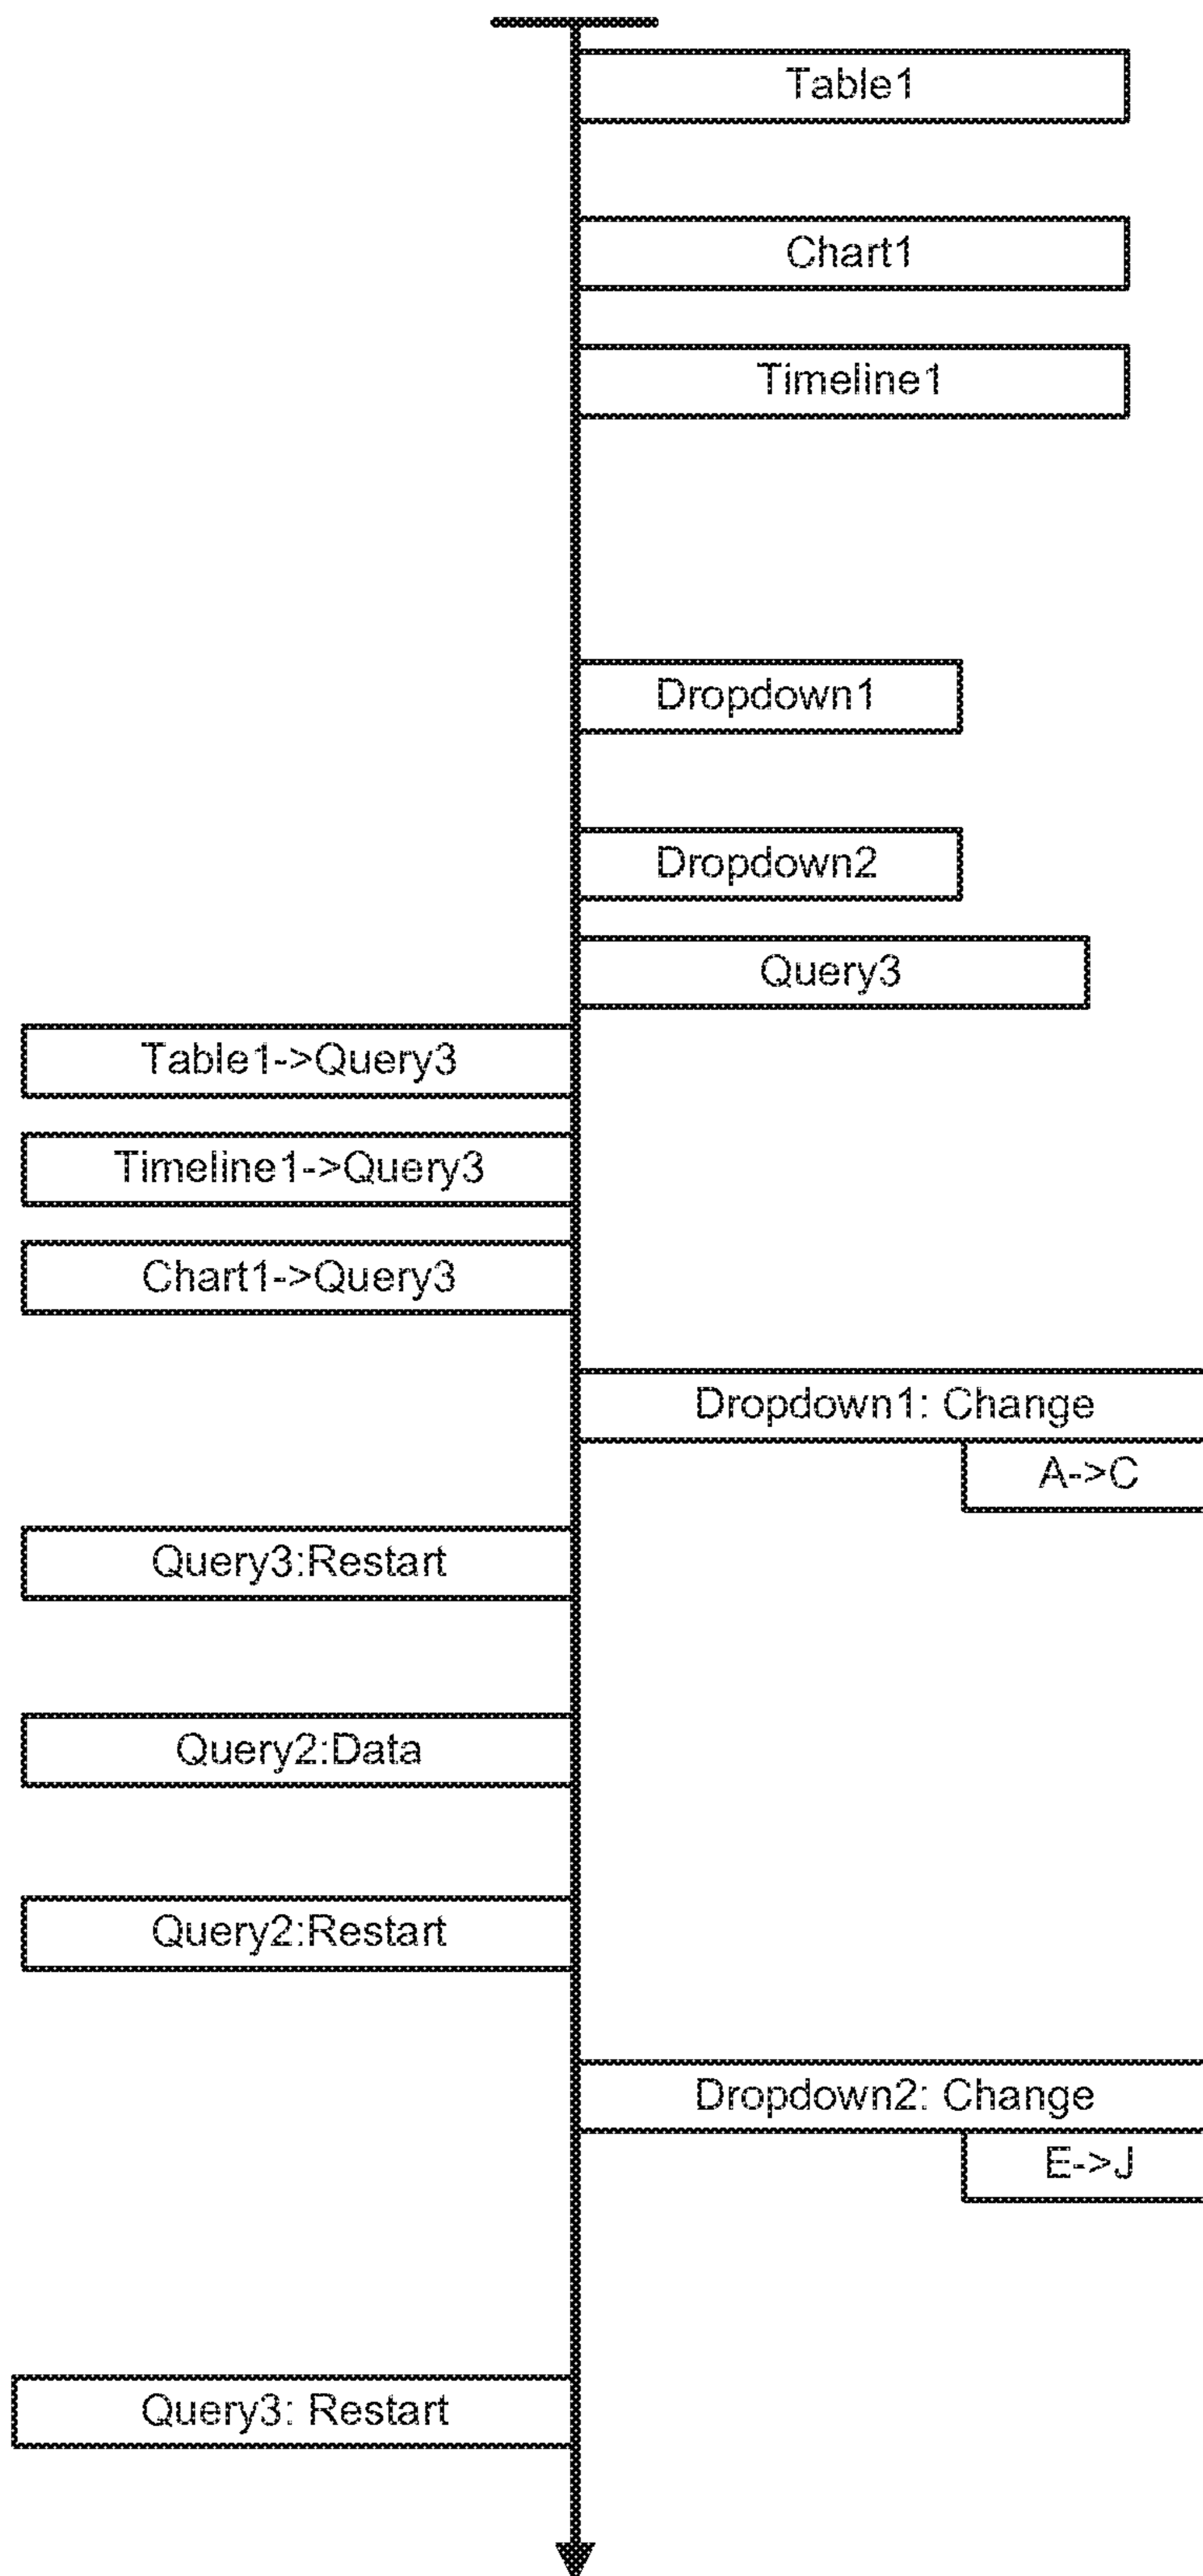 Table1
Chart1
Timeline1
Dropdown1
Dropdown2
Query3
Table1->Query3
Timeline1->Query3
Chart1->Query3
Dropdown1: Change
A->C
Query3:Restart
Query2:Data
Query2:Restart
Dropdown2: Change
E->J
Query3: Restart